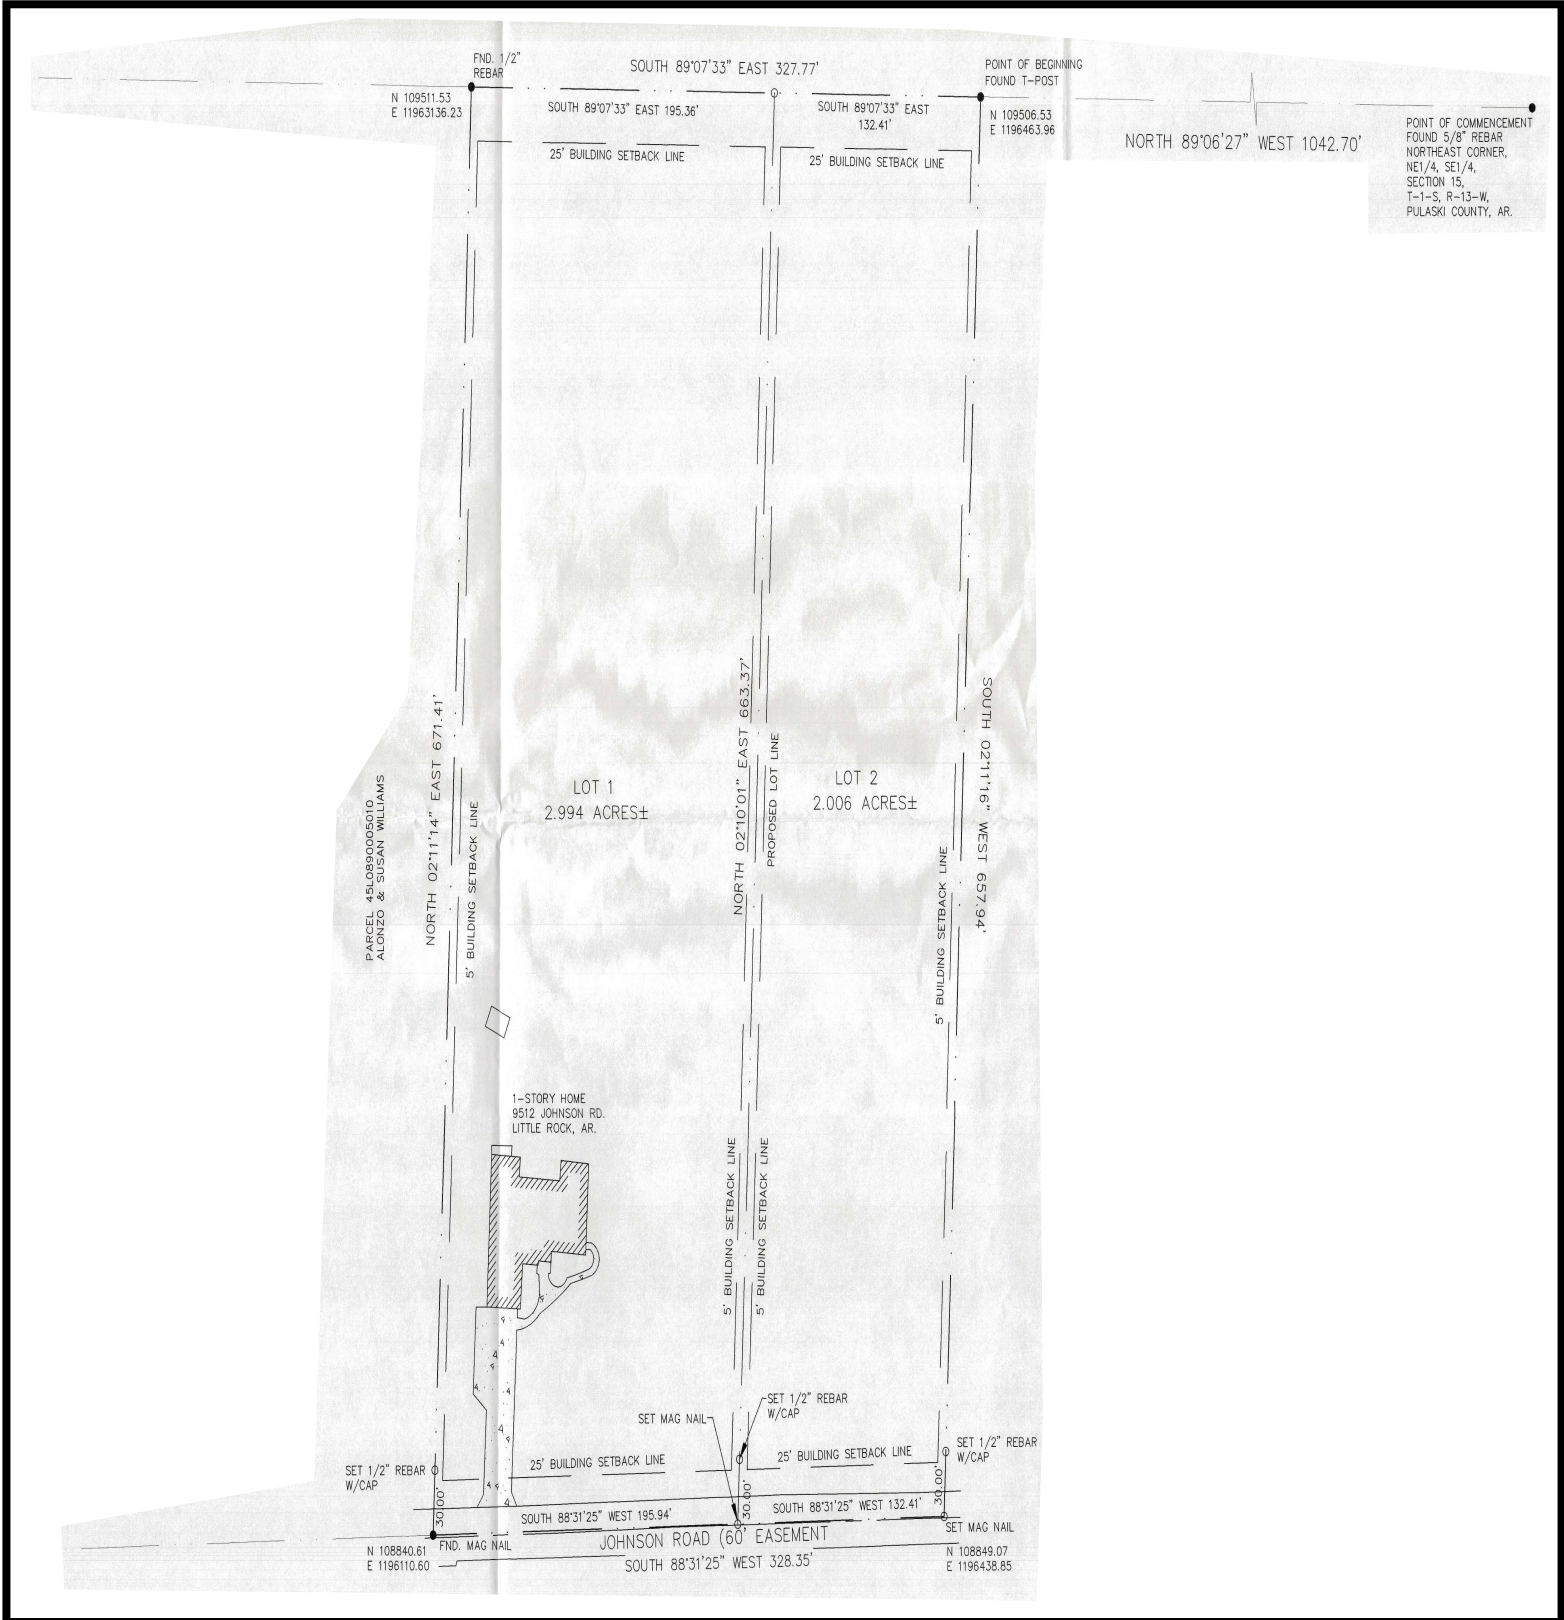 FND. 1/2"
REBAR
SOUTH 89°07'33" EAST 327.77'
POINT OF BEGINNING
FOUND T-POST
N 109511.53
E 11963136.23
SOUTH 89°07'33" EAST 195.36'
SOUTH 89°07'33" EAST
132.41'
N 109506.53
E 1196463.96
NORTH 89°06'27" WEST 1042.70'
POINT OF COMMENCEMENT
FOUND 5/8" REBAR
NORTHEAST CORNER,
NE1/4, SE1/4,
SECTION 15,
T-1-S, R-13-W,
PULASKI COUNTY, AR.
25' BUILDING SETBACK LINE
25' BUILDING SETBACK LINE
PARCEL 45L0890005010
ALONZO & SUSAN WILLIAMS
NORTH 02°11'14" EAST 671.41'
5' BUILDING SETBACK LINE
LOT 1
2.994 ACRES±
NORTH 02°10'01" EAST 663.37'
PROPOSED LOT LINE
LOT 2
2.006 ACRES±
5' BUILDING SETBACK LINE
SOUTH 02°11'16" WEST 657.94'
1-STORY HOME
9512 JOHNSON RD.
LITTLE ROCK, AR.
5' BUILDING SETBACK LINE
5' BUILDING SETBACK LINE
SET 1/2" REBAR
W/CAP
SET MAG NAIL
SET 1/2" REBAR
W/CAP
25' BUILDING SETBACK LINE
25' BUILDING SETBACK LINE
SET 1/2" REBAR
W/CAP
30.00'
30.00'
30.00'
SOUTH 88°31'25" WEST 195.94'
SOUTH 88°31'25" WEST 132.41'
SET MAG NAIL
FND. MAG NAIL
JOHNSON ROAD (60' EASEMENT
N 108840.61
E 1196110.60
SOUTH 88°31'25" WEST 328.35'
N 108849.07
E 1196438.85